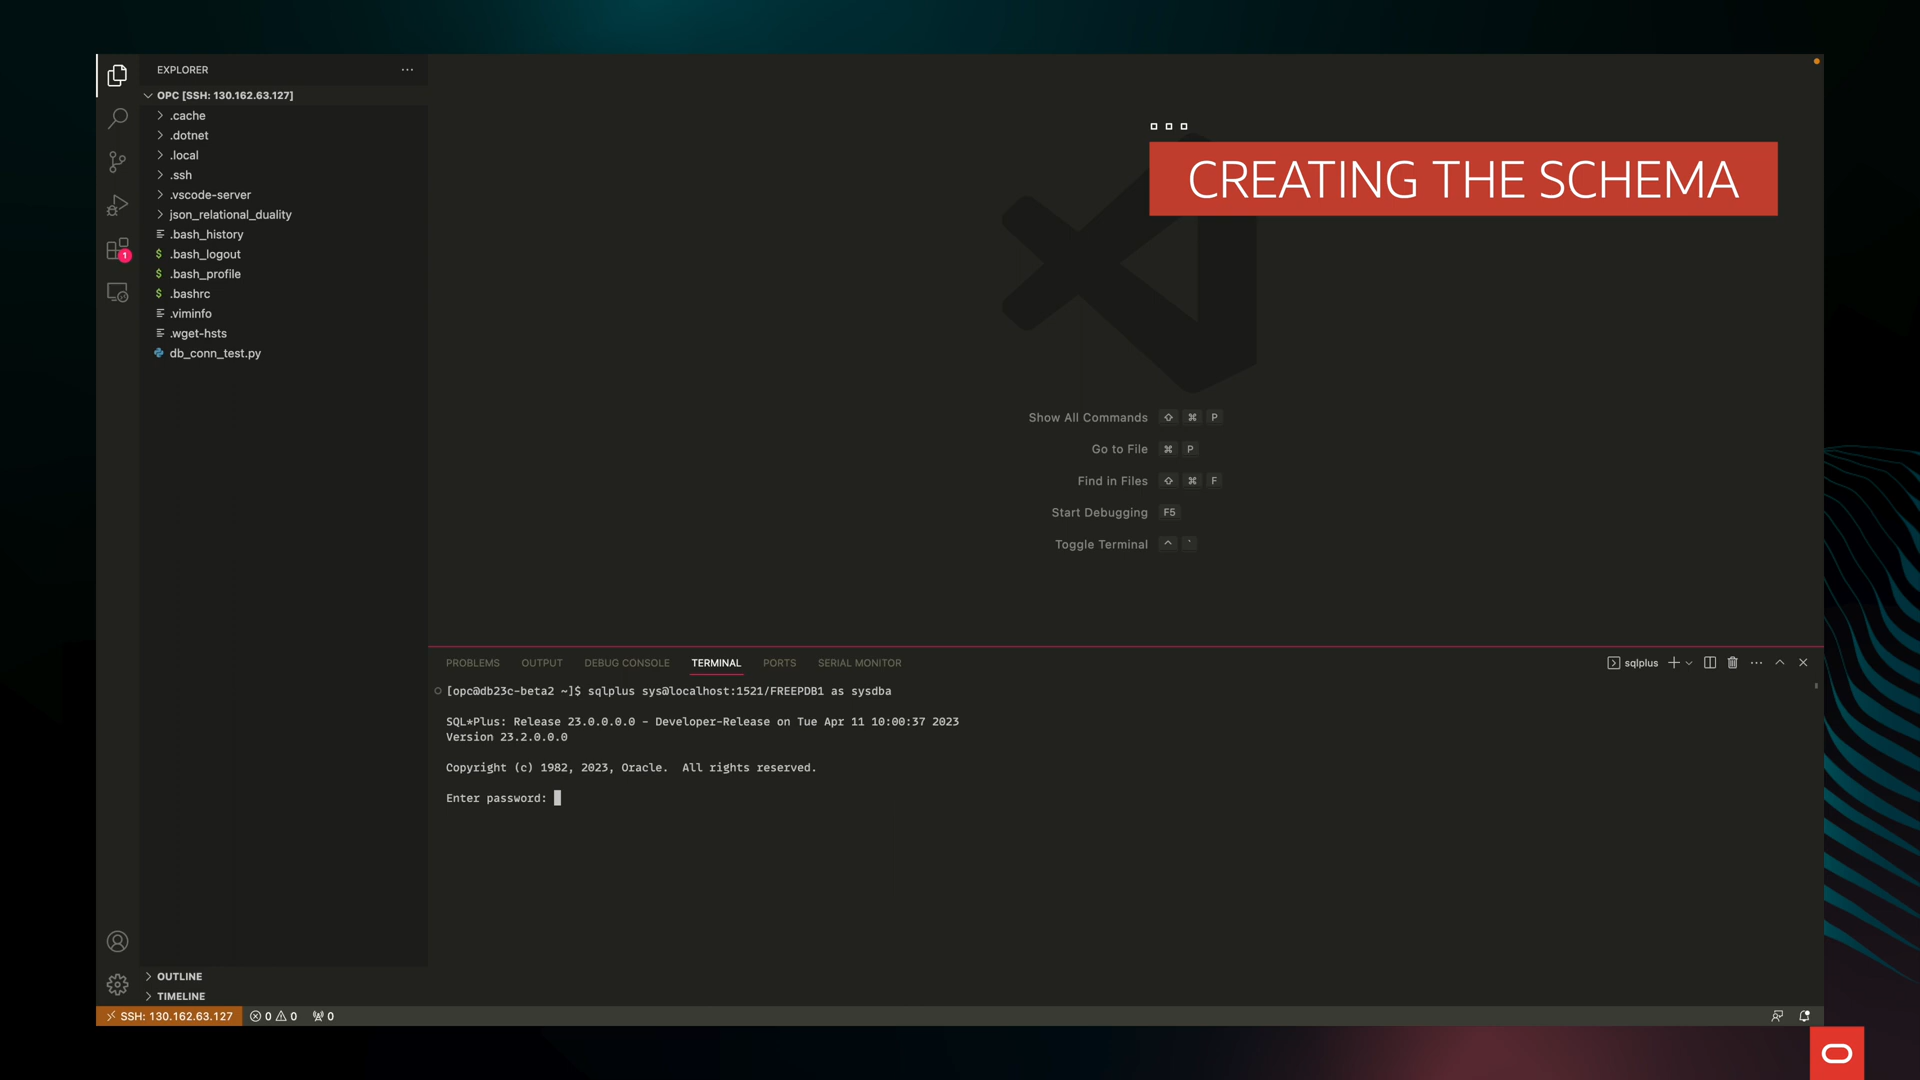 EXPLORER
OPC [SSH: 130.162.63.127]
.cache
.dotnet
.local
.ssh
.vscode-server
json_relational_duality
.bash_history
$ .bash_logout
$ .bash_profile
$ .bashrc
.viminfo
.wget-hsts
db_conn_test.py
1
OUTLINE
TIMELINE
CREATING THE SCHEMA
Show All Commands ⇧ ⌘ P
Go to File ⌘ P
Find in Files ⇧ ⌘ F
Start Debugging F5
Toggle Terminal ^ `
PROBLEMS OUTPUT DEBUG CONSOLE TERMINAL PORTS SERIAL MONITOR
sqlplus
[opc@db23c-beta2 ~]$ sqlplus sys@localhost:1521/FREEPDB1 as sysdba
SQL*Plus: Release 23.0.0.0.0 - Developer-Release on Tue Apr 11 10:00:37 2023
Version 23.2.0.0.0
Copyright (c) 1982, 2023, Oracle.  All rights reserved.
Enter password:
SSH: 130.162.63.127 0 0 0